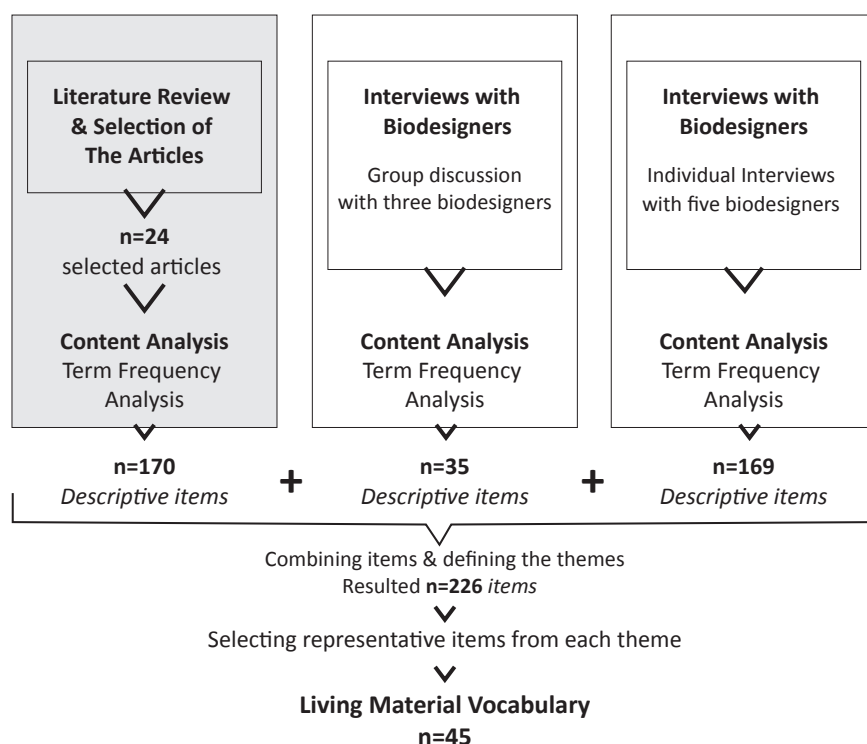 Literature Review
& Selection of
The Articles
n=24
selected articles
Content Analysis
Term Frequency
Analysis
n=170
Descriptive items
+
Interviews with
Biodesigners
Group discussion
with three biodesigners
Content Analysis
Term Frequency
Analysis
n=35
Descriptive items
+
Interviews with
Biodesigners
Individual Interviews
with five biodesigners
Content Analysis
Term Frequency
Analysis
n=169
Descriptive items
Combining items & defining the themes
Resulted n=226 items
Selecting representative items from each theme
Living Material Vocabulary
n=45